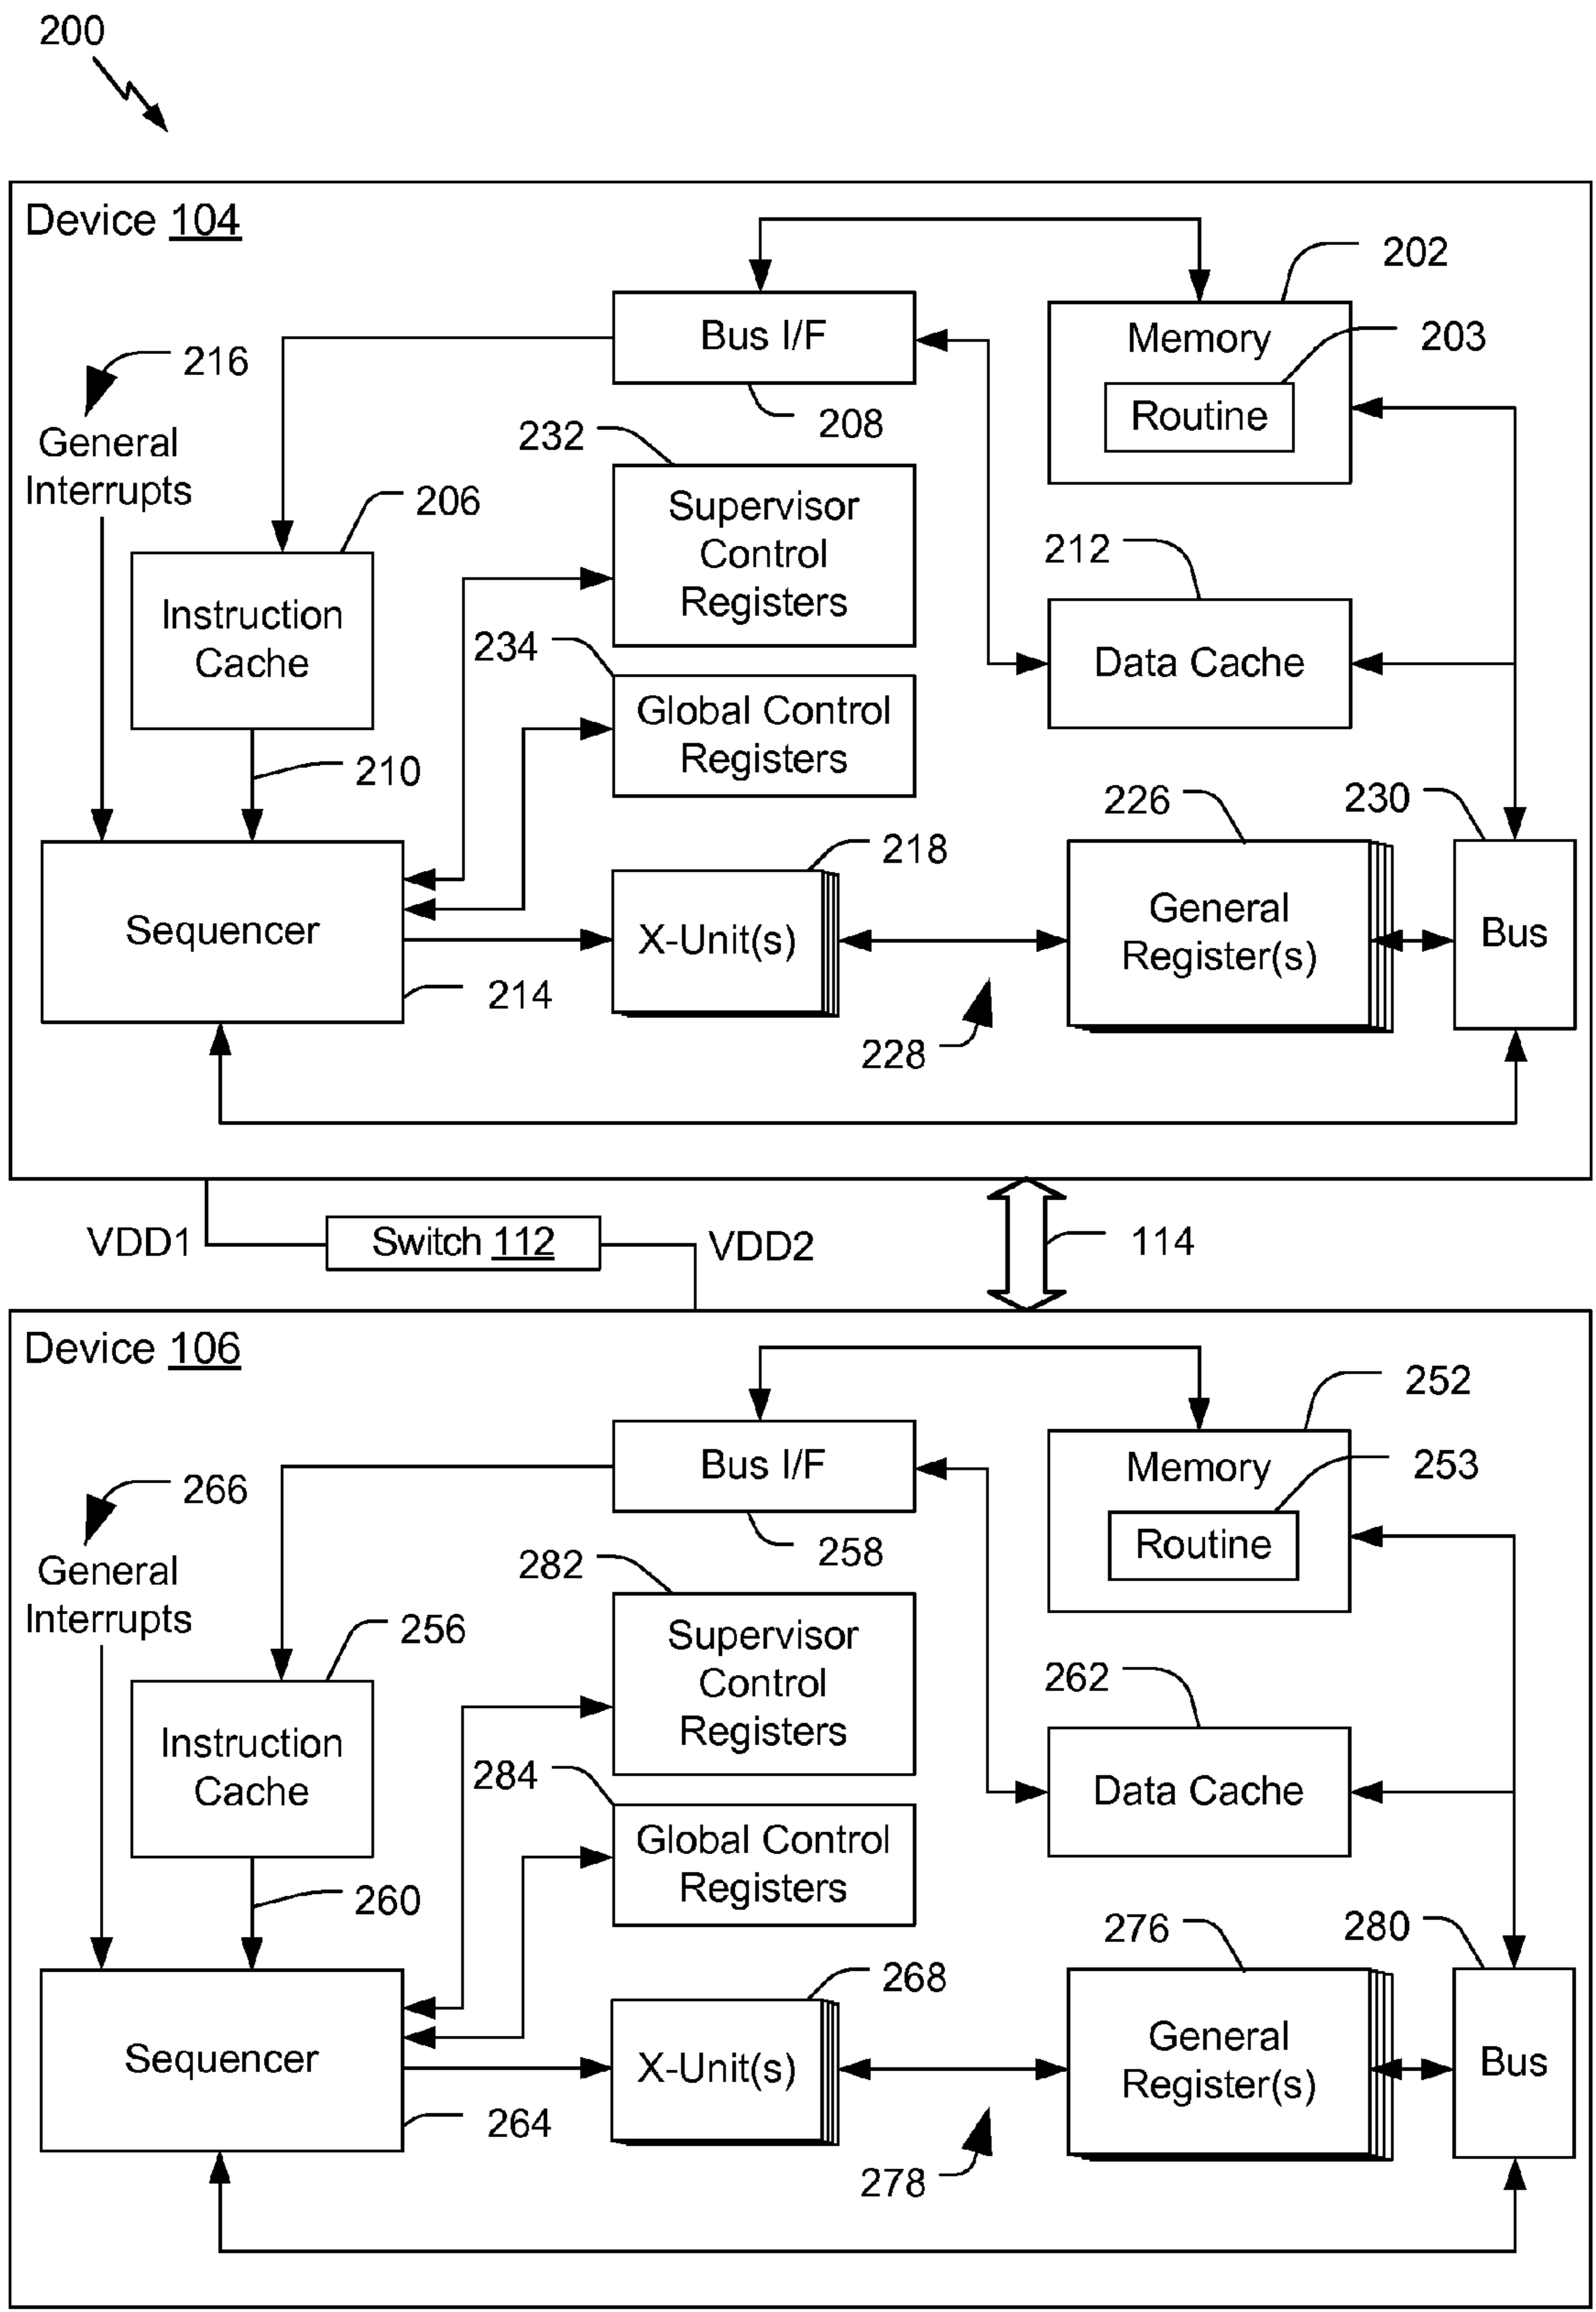 200
Device 104
202
Bus I/F
Memory
203
216
Routine
208
General
Interrupts
232
206
Supervisor
Control
Registers
212
Instruction
Cache
234
Data Cache
Global Control
Registers
210
226
230
218
General
Register(s)
Sequencer
X-Unit(s)
Bus
214
228
VDD1
Switch 112
VDD2
114
Device 106
252
Bus I/F
Memory
253
266
Routine
258
General
Interrupts
282
256
Supervisor
Control
Registers
262
Instruction
Cache
284
Data Cache
Global Control
Registers
260
276
280
268
General
Register(s)
Sequencer
X-Unit(s)
Bus
264
278